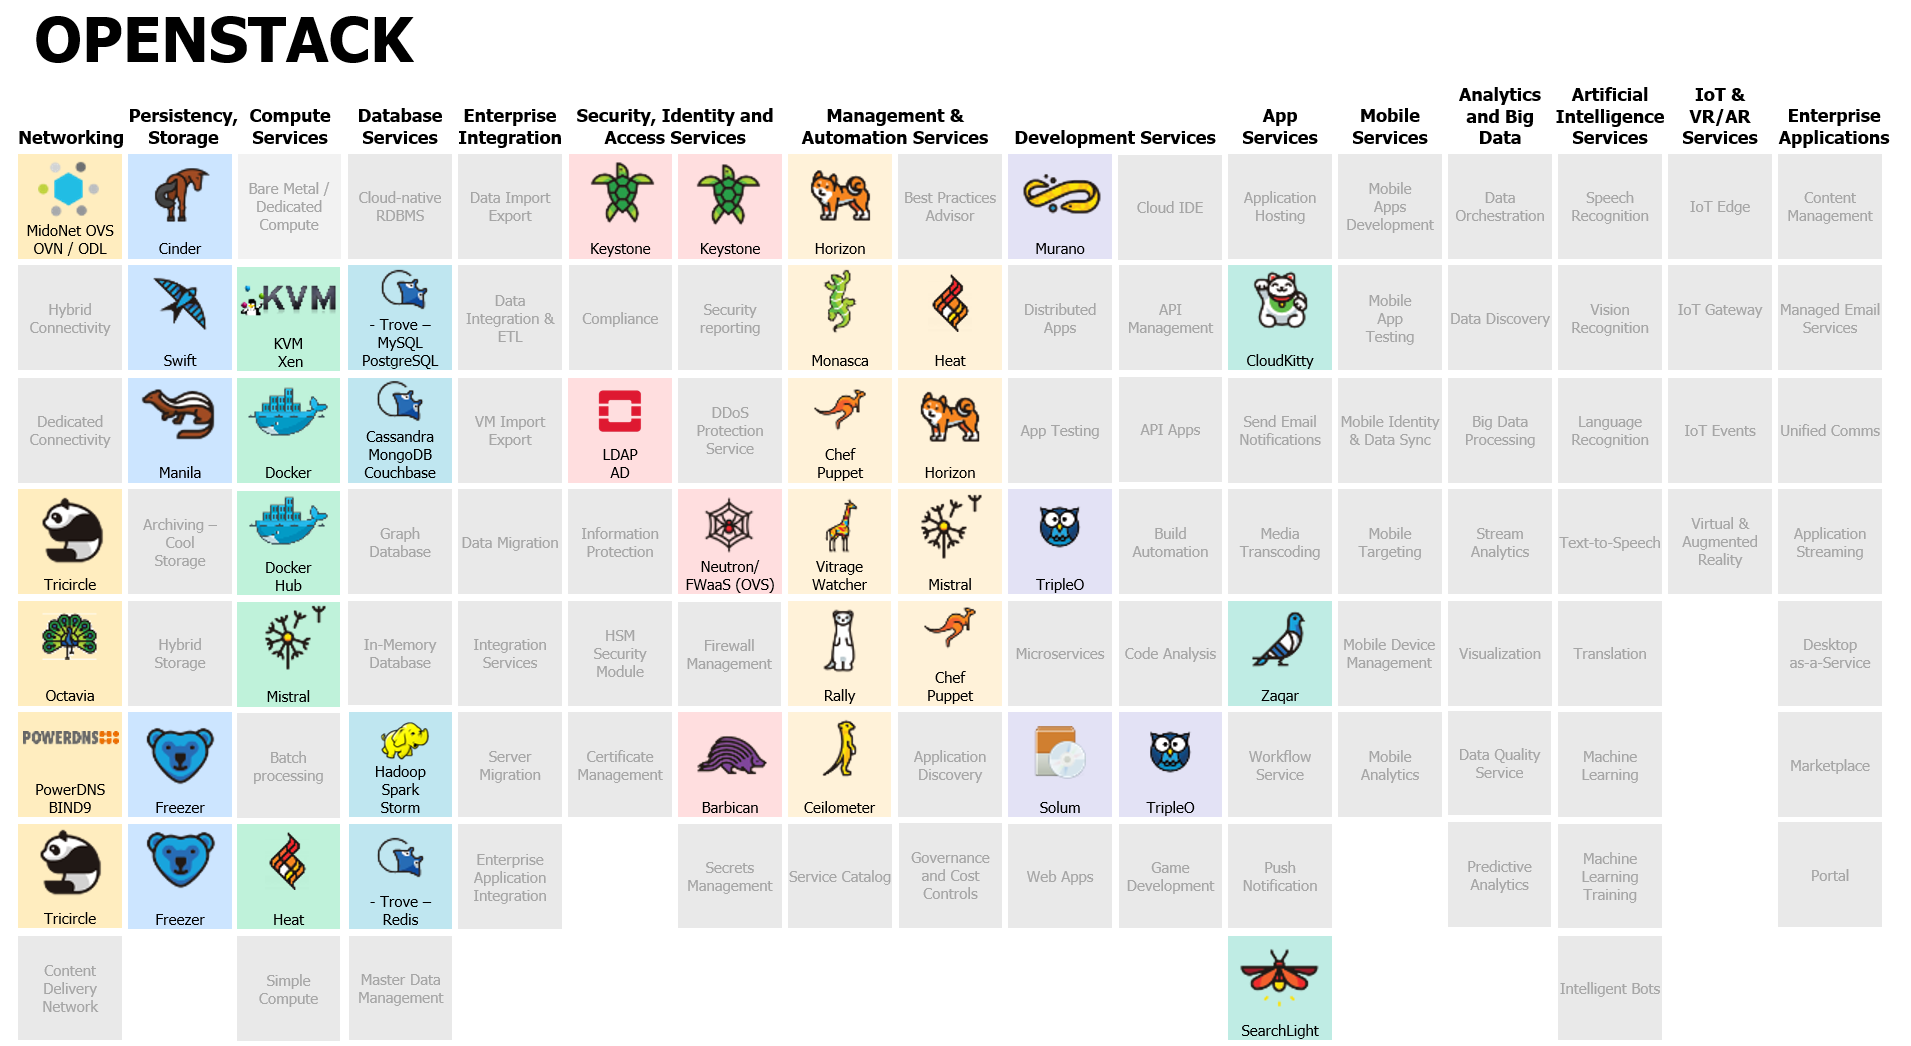 OPENSTACK
Networking
Persistency,
Storage
Compute
Services
Database
Services
Enterprise
Integration
Security, Identity and
Access Services
Management &
Automation Services
Development Services
App
Services
Mobile
Services
Analytics
and Big
Data
Artificial
Intelligence
Services
IoT &
VR/AR
Services
Enterprise
Applications
MidoNet OVS
OVN / ODL
Cinder
Bare Metal /
Dedicated
Compute
Cloud-native
RDBMS
Data Import
Export
Keystone
Keystone
Horizon
Best Practices
Advisor
Murano
Cloud IDE
Application
Hosting
Mobile
Apps
Development
Data
Orchestration
Speech
Recognition
IoT Edge
Content
Management
Hybrid
Connectivity
Swift
KVM
KVM
Xen
- Trove –
MySQL
PostgreSQL
Data
Integration &
ETL
Compliance
Security
reporting
Monasca
Heat
Distributed
Apps
API
Management
CloudKitty
Mobile
App
Testing
Data Discovery
Vision
Recognition
IoT Gateway
Managed Email
Services
Dedicated
Connectivity
Manila
Docker
Cassandra
MongoDB
Couchbase
VM Import
Export
LDAP
AD
DDoS
Protection
Service
Chef
Puppet
Horizon
App Testing
API Apps
Send Email
Notifications
Mobile Identity
& Data Sync
Big Data
Processing
Language
Recognition
IoT Events
Unified Comms
Tricircle
Archiving –
Cool
Storage
Docker
Hub
Graph
Database
Data Migration
Information
Protection
Neutron/
FWaaS (OVS)
Vitrage
Watcher
Mistral
TripleO
Build
Automation
Media
Transcoding
Mobile
Targeting
Stream
Analytics
Text-to-Speech
Virtual &
Augmented
Reality
Application
Streaming
Octavia
Hybrid
Storage
Mistral
In-Memory
Database
Integration
Services
HSM
Security
Module
Firewall
Management
Rally
Chef
Puppet
Microservices
Code Analysis
Zaqar
Mobile Device
Management
Visualization
Translation
Desktop
as-a-Service
POWERDNS
PowerDNS
BIND9
Freezer
Batch
processing
Hadoop
Spark
Storm
Server
Migration
Certificate
Management
Barbican
Ceilometer
Application
Discovery
Solum
TripleO
Workflow
Service
Mobile
Analytics
Data Quality
Service
Machine
Learning
Marketplace
Tricircle
Freezer
Heat
- Trove –
Redis
Enterprise
Application
Integration
Secrets
Management
Service Catalog
Governance
and Cost
Controls
Web Apps
Game
Development
Push
Notification
Predictive
Analytics
Machine
Learning
Training
Portal
Content
Delivery
Network
Simple
Compute
Master Data
Management
SearchLight
Intelligent Bots